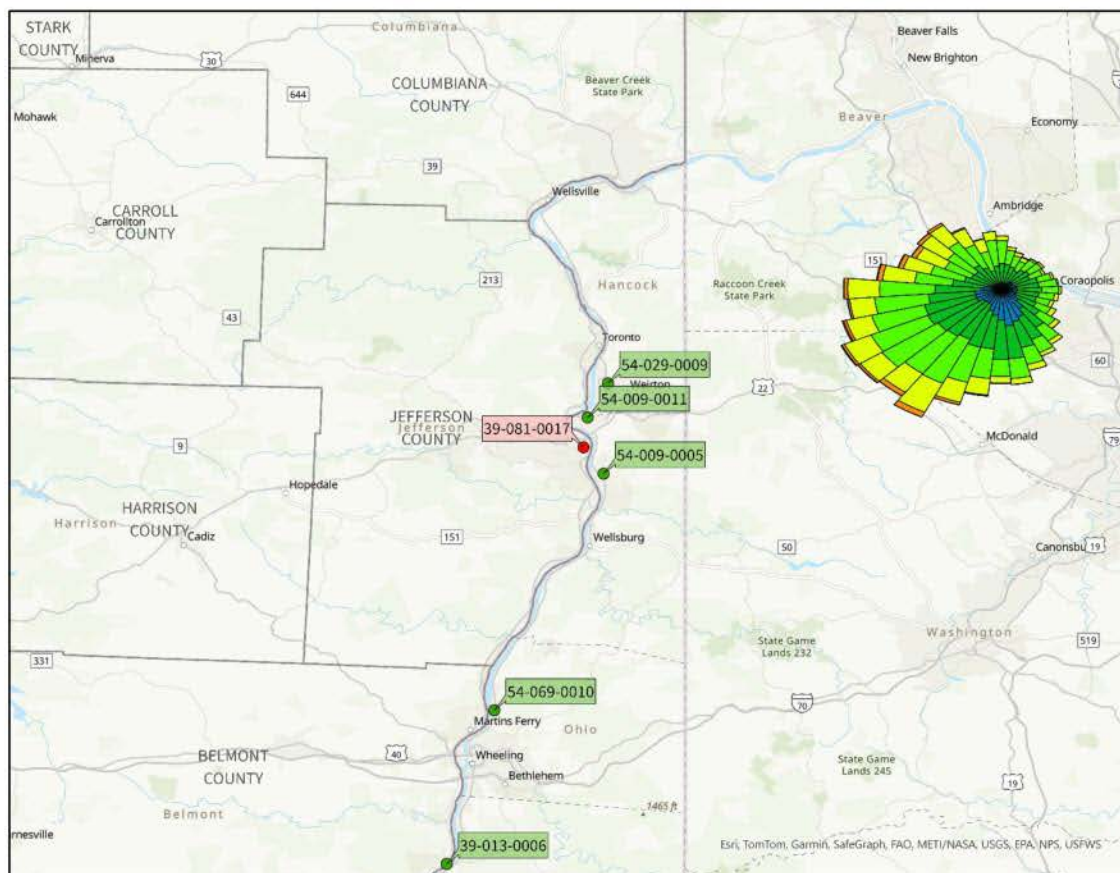 STARK
COUNTY
Minerva
30
Columbiana
Beaver Falls
New Brighton
COLUMBIANA
COUNTY
Beaver Creek
State Park
644
Mohawk
Beaver
Economy
39
Wellsville
CARROLL
Carrollton
COUNTY
Ambridge
151
Coraopolis
213
Hancock
Raccoon Creek
State Park
43
Toronto
60
54-029-0009
Weirton
22
54-009-0011
JEFFERSON
Jefferson
COUNTY
39-081-0017
McDonald
79
9
54-009-0005
Hopedale
HARRISON
Harrison
COUNTY
Cadiz
151
Wellsburg
50
Canonsbu
19
State Game
Lands 232
Washington
519
331
54-069-0010
70
Martins Ferry
Ohio
BELMONT
COUNTY
40
Wheeling
Bethlehem
State Game
Lands 245
19
1465 ft
Belmont
rnesville
39-013-0006
Esri, TomTom, Garmin, SafeGraph, FAO, METI/NASA, USGS, EPA, NPS, USFWS